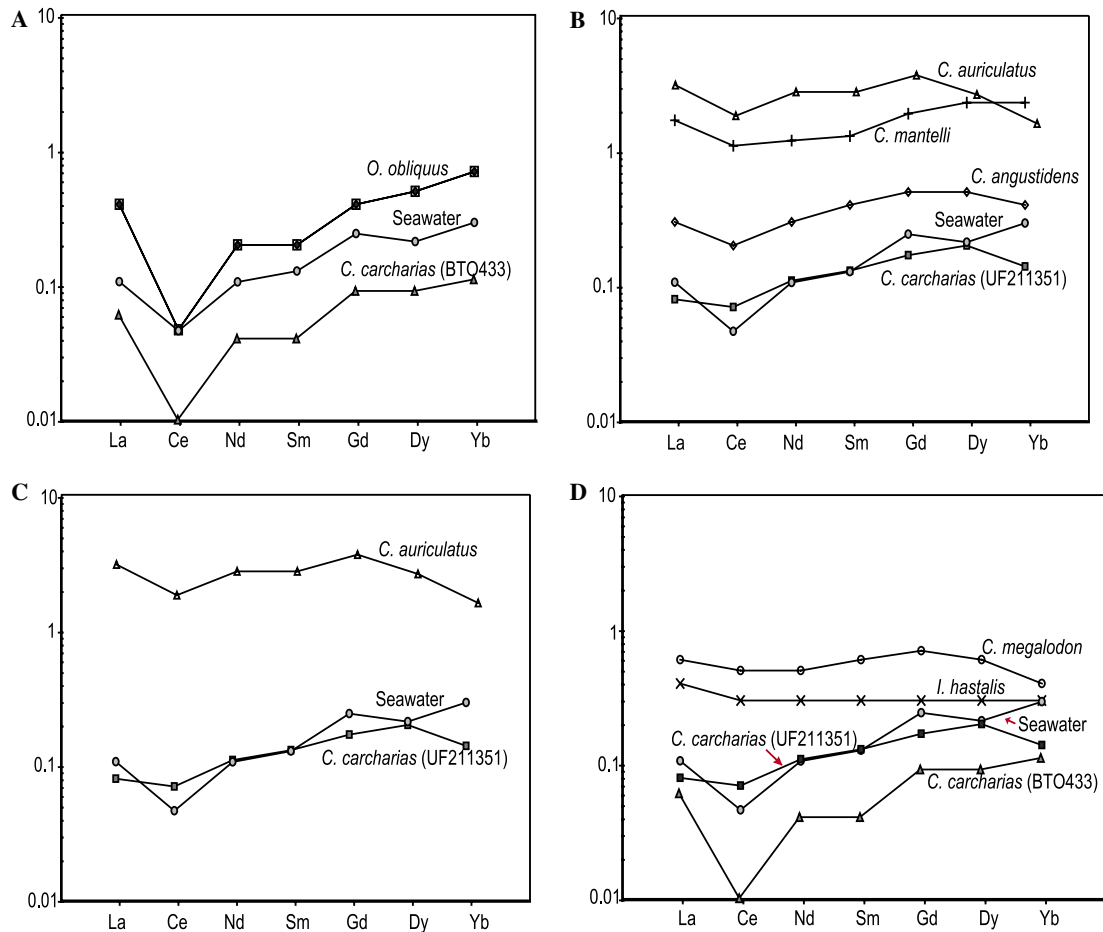 A
10
1
0.1
0.01
O. obliquus
Seawater
C. carcharias (BTO433)
La Ce Nd Sm Gd Dy Yb
B
10
1
0.1
0.01
C. auriculatus
C. mantelli
C. angustidens
Seawater
C. carcharias (UF211351)
La Ce Nd Sm Gd Dy Yb
C
10
1
0.1
0.01
C. auriculatus
Seawater
C. carcharias (UF211351)
La Ce Nd Sm Gd Dy Yb
D
10
1
0.1
0.01
C. megalodon
I. hastalis
Seawater
C. carcharias (UF211351)
C. carcharias (BTO433)
La Ce Nd Sm Gd Dy Yb